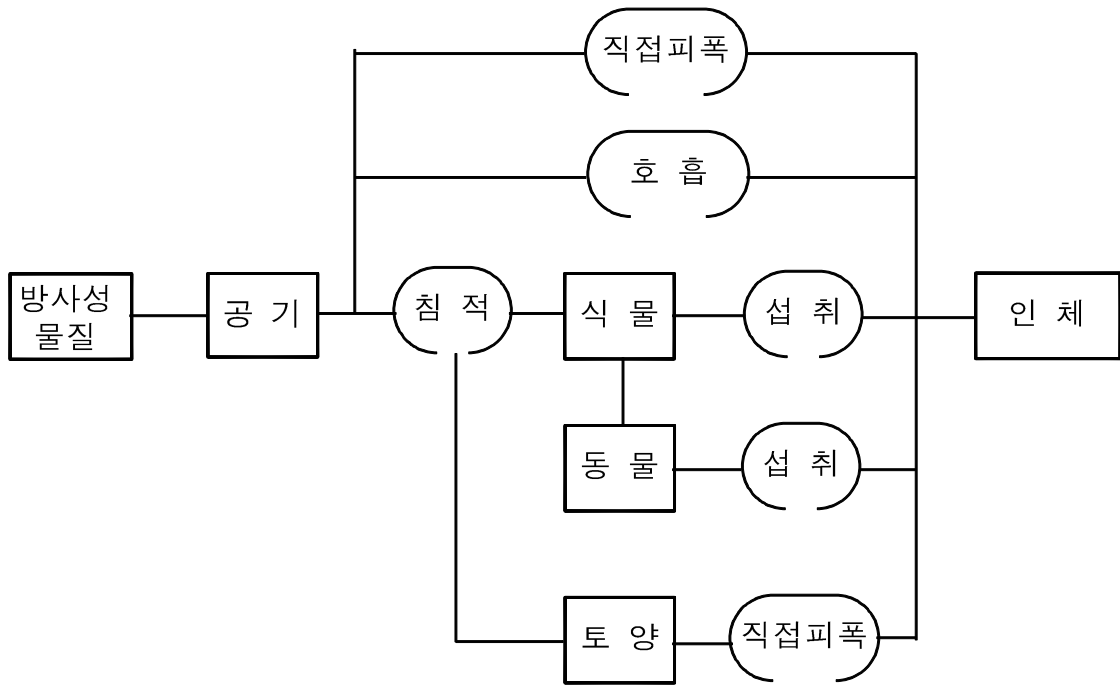 직접피폭
호 흡
방사성
물질
공 기
침 적
식 물
섭 취
인 체
동 물
섭 취
토 양
직접피폭